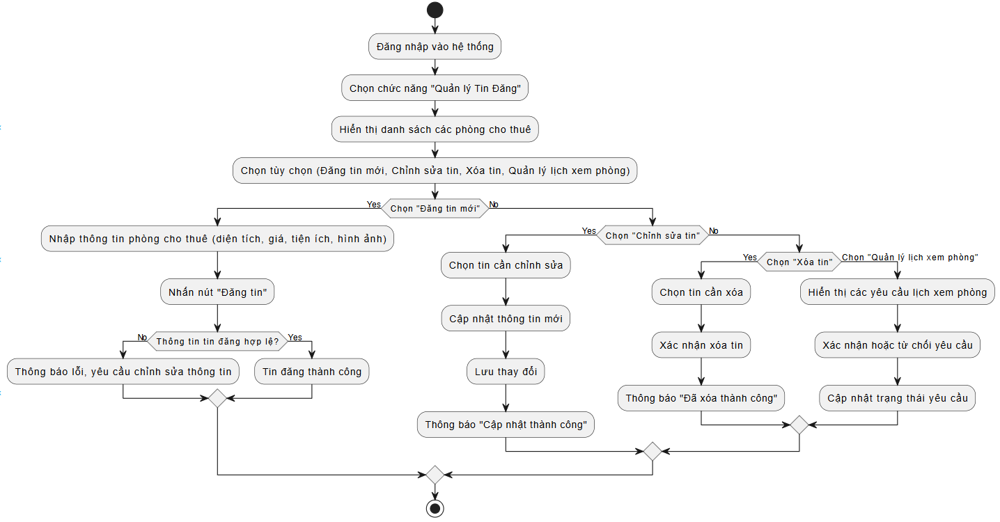 Đăng nhập vào hệ thống
Chọn chức năng "Quản lý Tin Đăng"
Hiển thị danh sách các phòng cho thuê
Chọn tùy chọn (Đăng tin mới, Chỉnh sửa tin, Xóa tin, Quản lý lịch xem phòng)
Yes
Chọn "Đăng tin mới"
No
Nhập thông tin phòng cho thuê (diện tích, giá, tiện ích, hình ảnh)
Nhấn nút "Đăng tin"
No
Thông tin tin đăng hợp lệ?
Yes
Thông báo lỗi, yêu cầu chỉnh sửa thông tin
Tin đăng thành công
Yes
Chọn "Chỉnh sửa tin"
No
Chọn tin cần chỉnh sửa
Cập nhật thông tin mới
Lưu thay đổi
Thông báo "Cập nhật thành công"
Yes
Chọn "Xóa tin"
Chọn "Quản lý lịch xem phòng"
Chọn tin cần xóa
Xác nhận xóa tin
Thông báo "Đã xóa thành công"
Hiển thị các yêu cầu lịch xem phòng
Xác nhận hoặc từ chối yêu cầu
Cập nhật trạng thái yêu cầu